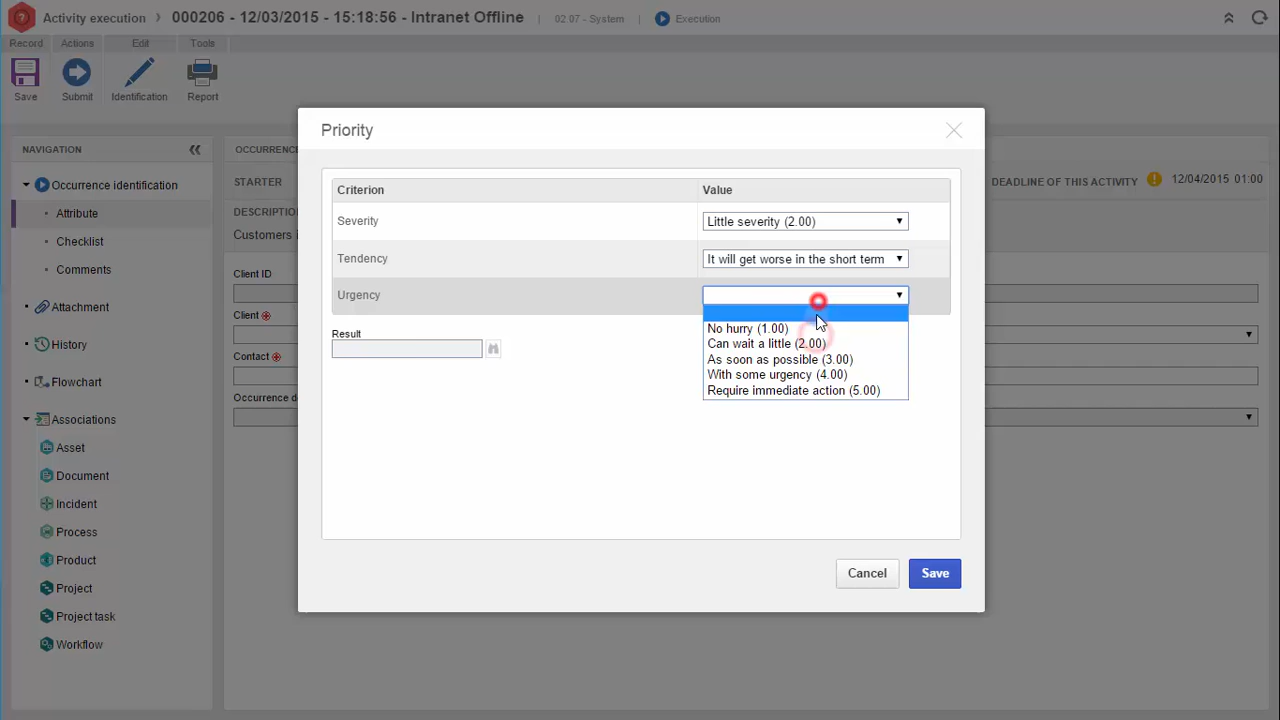 Activity execution › 000206 - 12/03/2015 - 15:18:56 - Intranet Offline | 02.07 - System | Execution
Record Actions Edit Tools
Save Submit Identification Report
NAVIGATION
Occurrence identification
Attribute
Checklist
Comments
Attachment
History
Flowchart
Associations
Asset
Document
Incident
Process
Product
Project
Project task
Workflow
OCCURRENCE
STARTER
DEADLINE OF THIS ACTIVITY 12/04/2015 01:00
Customers
Client ID
Client
Contact
Priority
Criterion Value
Severity Little severity (2.00)
Tendency It will get worse in the short term
Urgency
No hurry (1.00)
Can wait a little (2.00)
As soon as possible (3.00)
With some urgency (4.00)
Require immediate action (5.00)
Result
Cancel Save